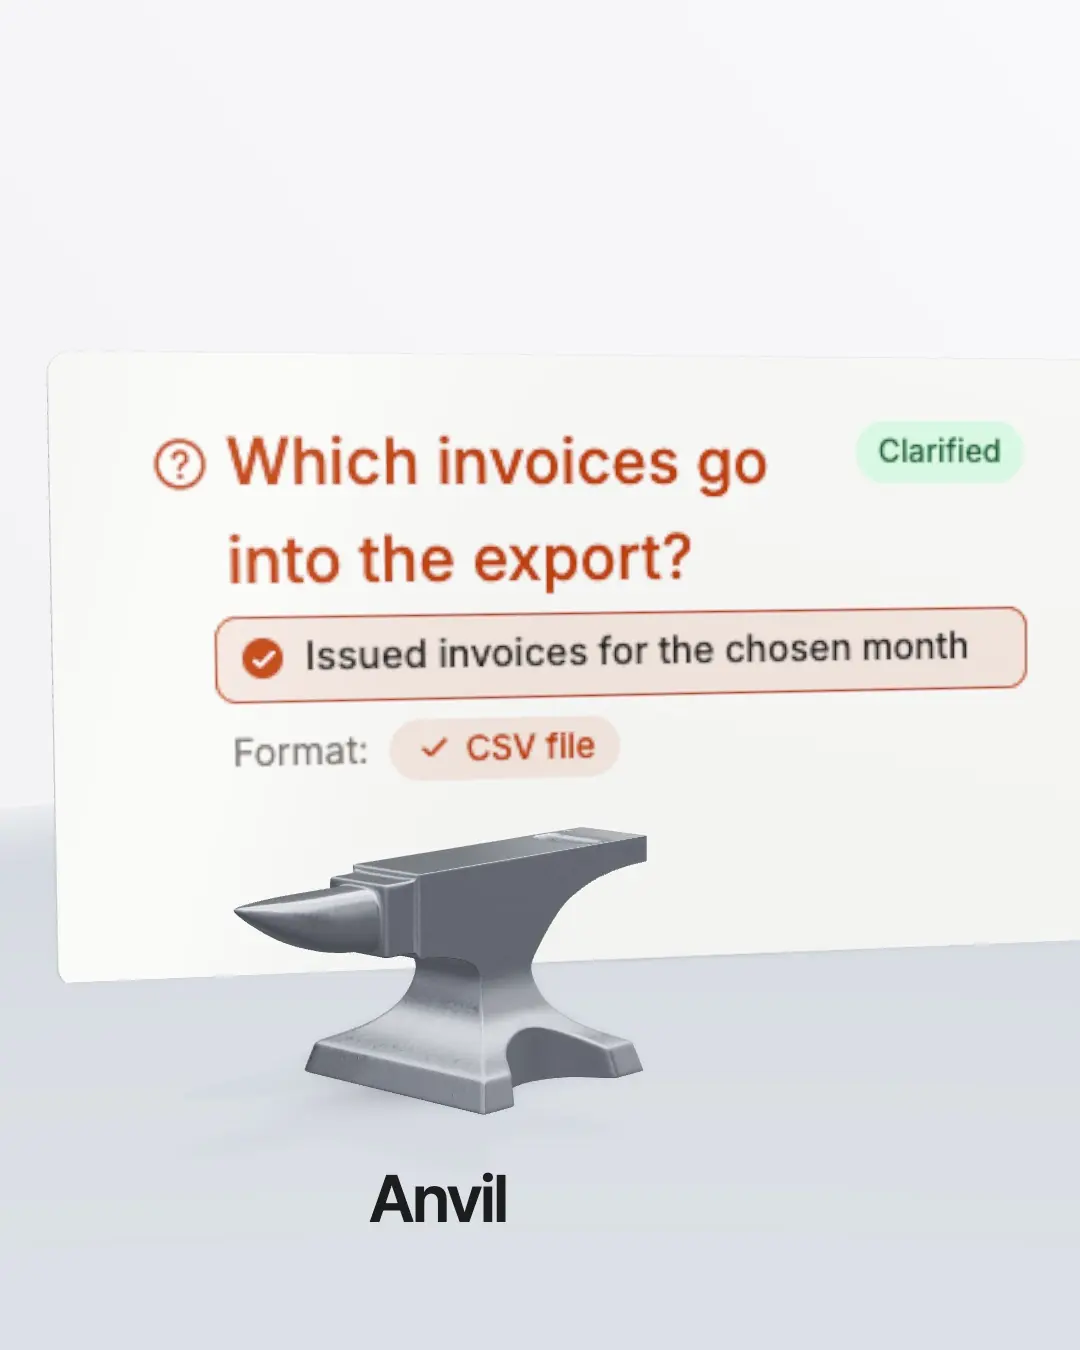 Which invoices go
into the export?
Clarified
Issued invoices for the chosen month
Format: CSV file
Anvil